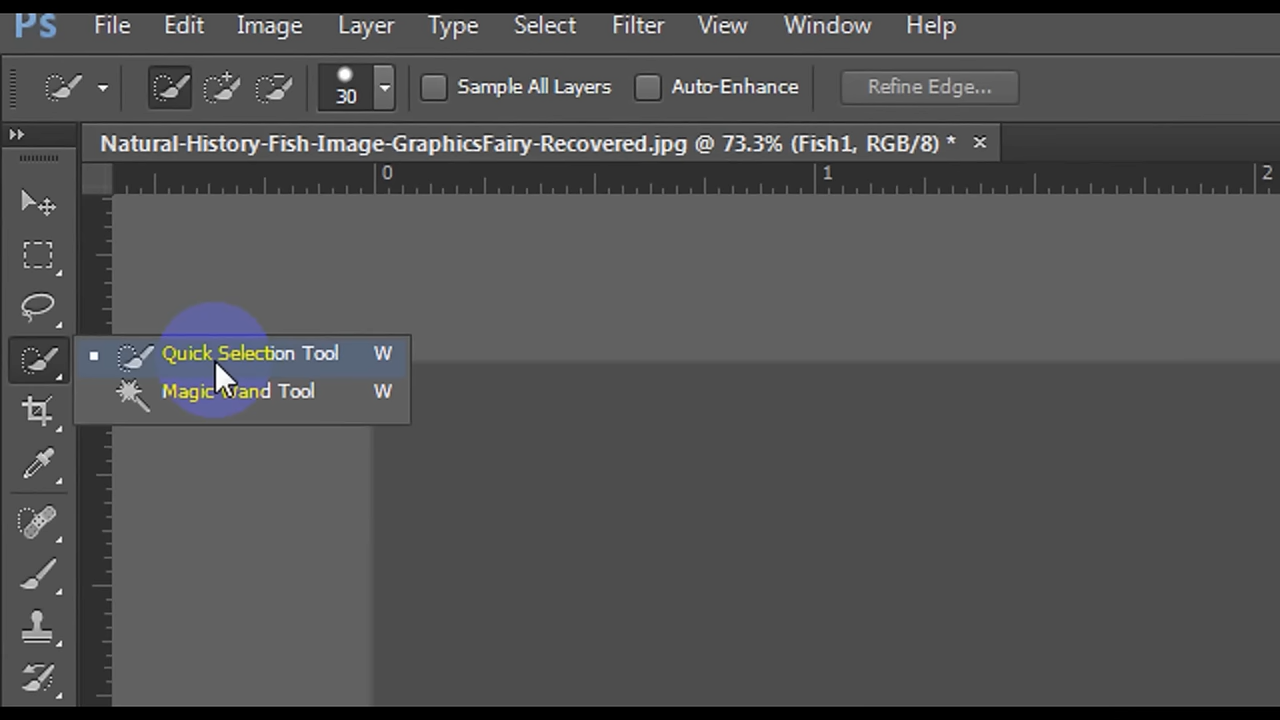 Ps File Edit Image Layer Type Select Filter View Window Help
30 Sample All Layers Auto-Enhance Refine Edge...
Natural-History-Fish-Image-GraphicsFairy-Recovered.jpg @ 73.3% (Fish1, RGB/8) * ×
0 1 2
Quick Selection Tool W
Magic Wand Tool W